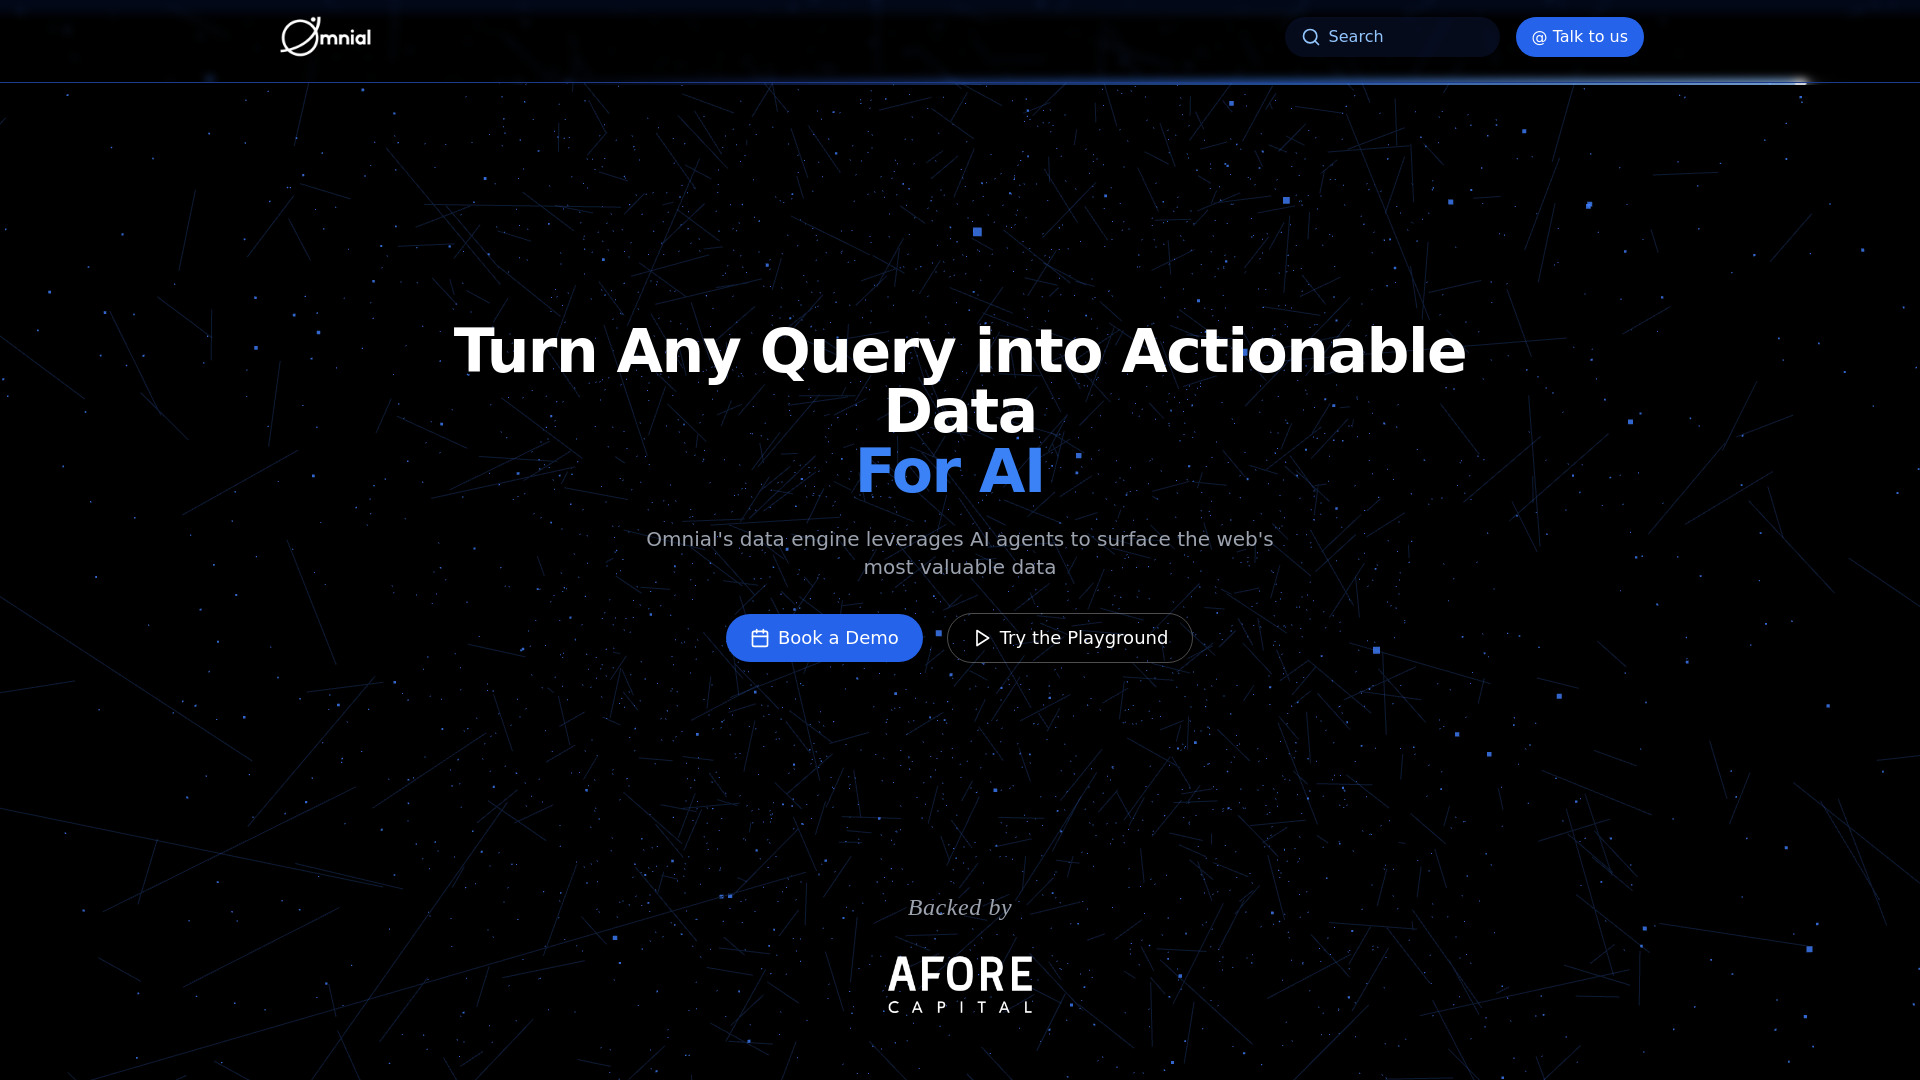 Omnial
Search
@ Talk to us
Turn Any Query into Actionable
Data
For AI
Omnial's data engine leverages AI agents to surface the web's
most valuable data
Book a Demo
Try the Playground
Backed by
AFORE
CAPITAL